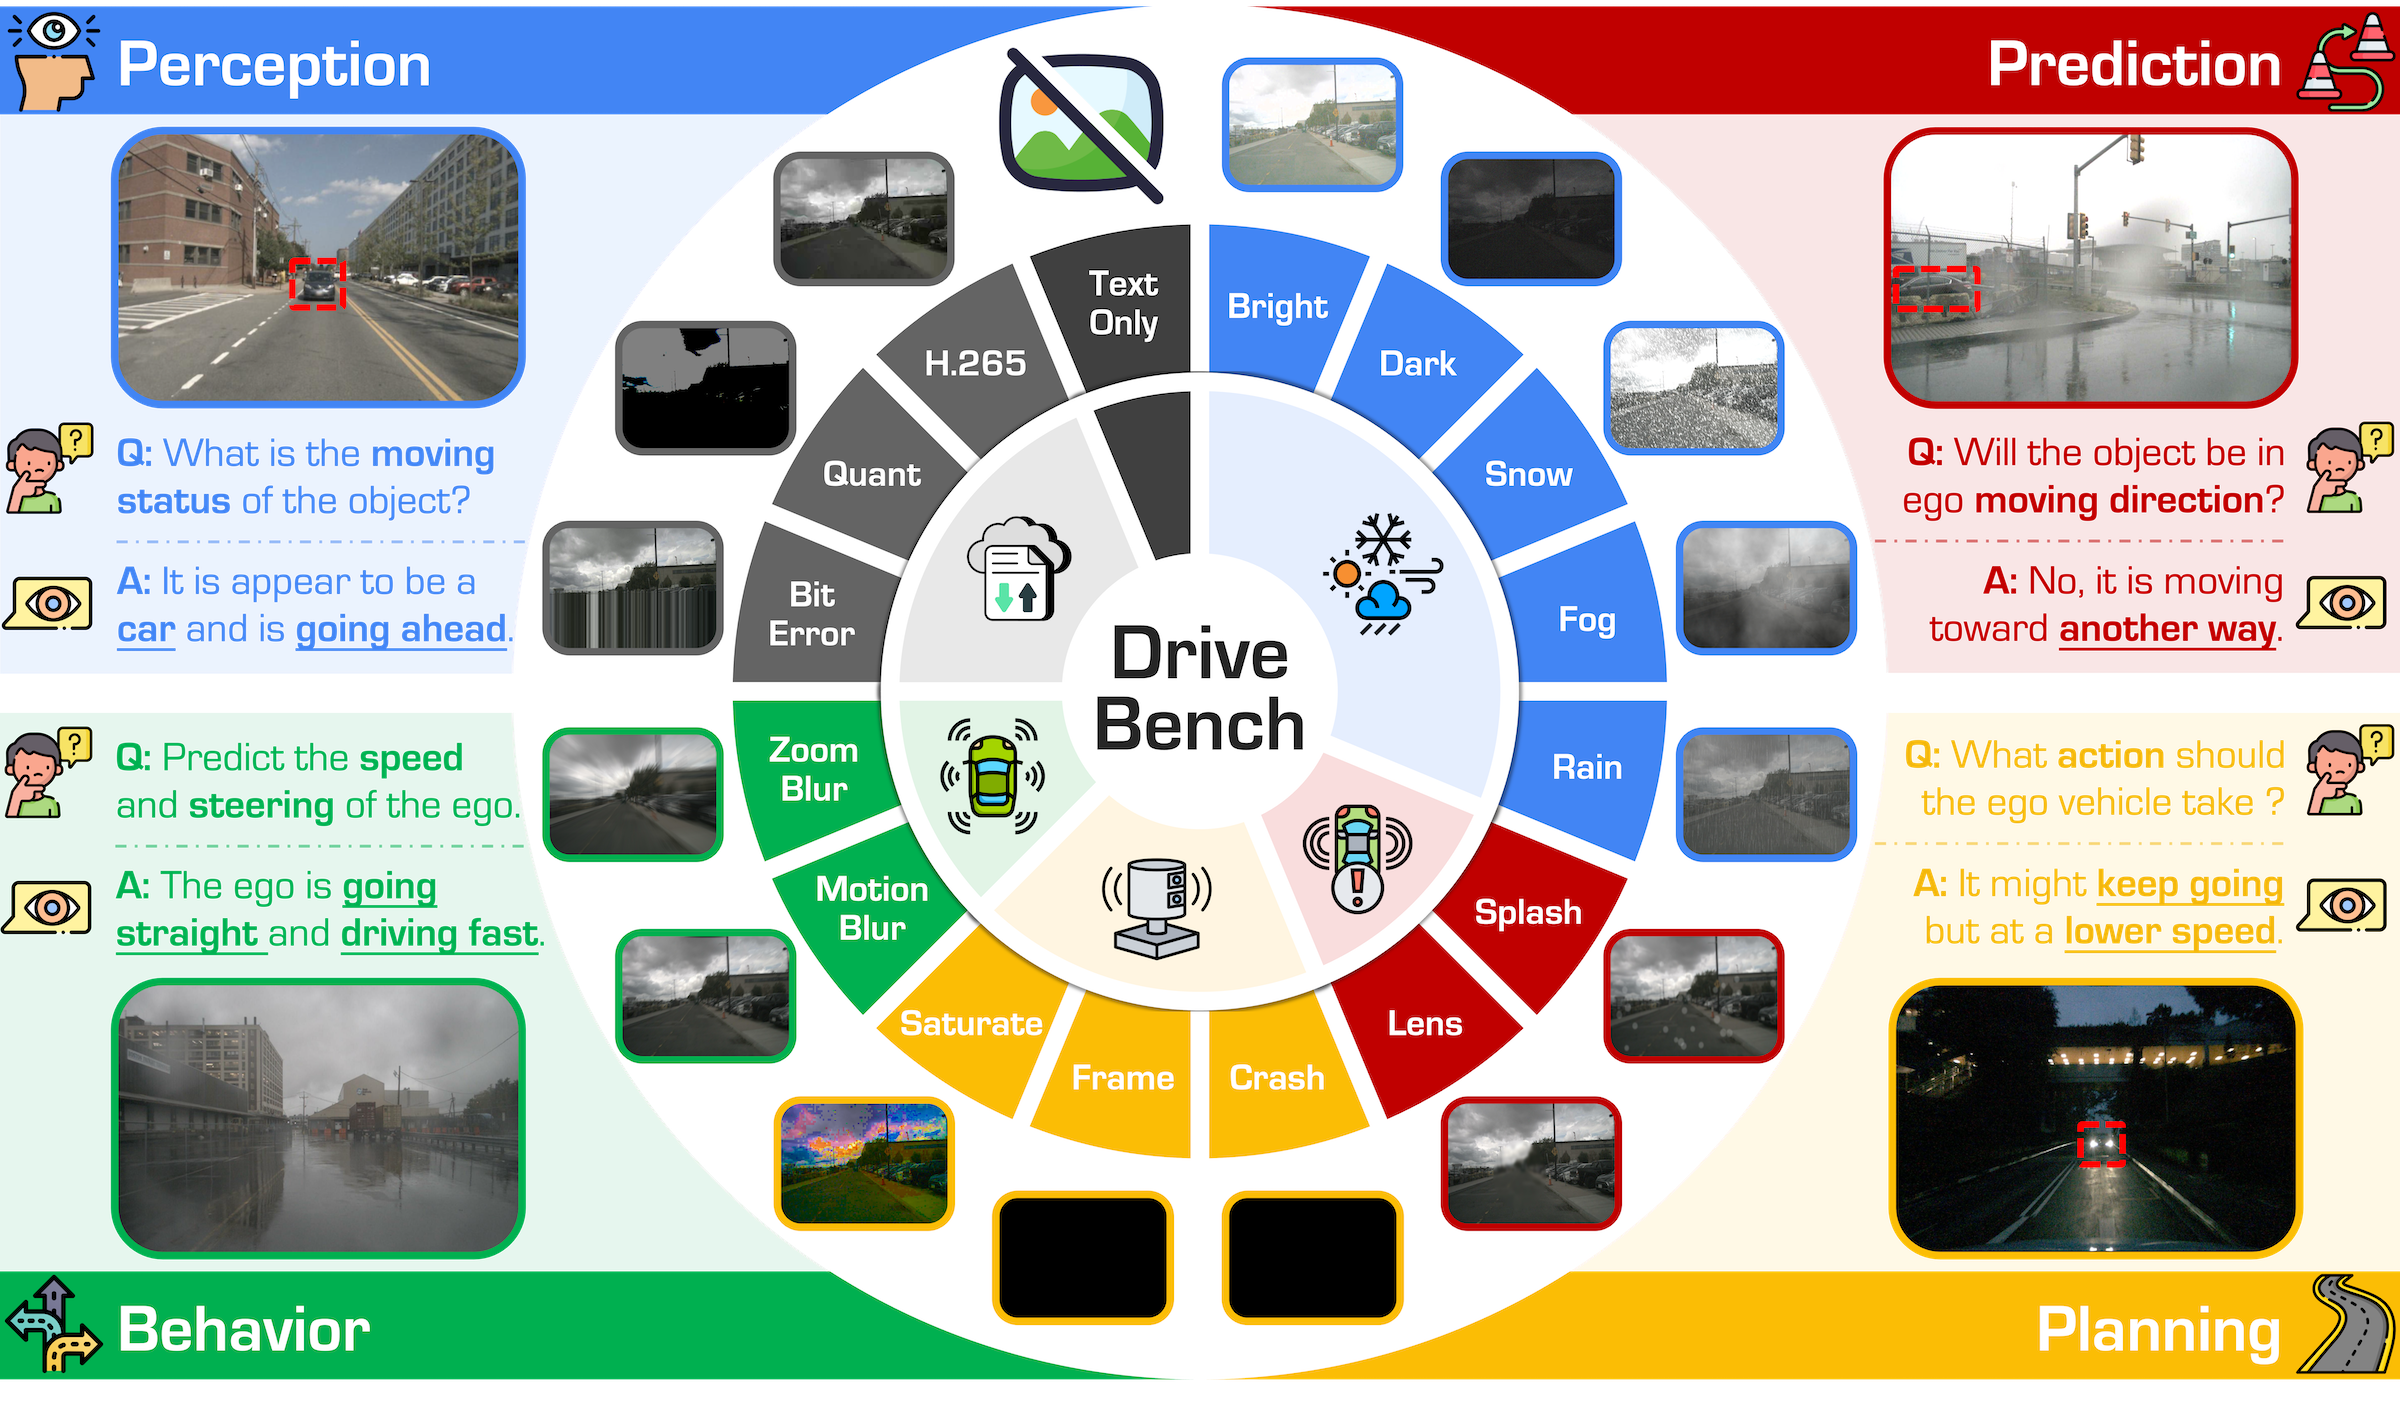 Perception
Q: What is the moving
status of the object?
A: It is appear to be a
car and is going ahead.
Prediction
Q: Will the object be in
ego moving direction?
A: No, it is moving
toward another way.
Text
Only
Bright
Dark
Snow
Fog
Rain
Splash
Lens
Crash
Frame
Saturate
Motion
Blur
Zoom
Blur
Bit
Error
Quant
H.265
Drive
Bench
Q: Predict the speed
and steering of the ego.
A: The ego is going
straight and driving fast.
Behavior
Q: What action should
the ego vehicle take ?
A: It might keep going
but at a lower speed.
Planning